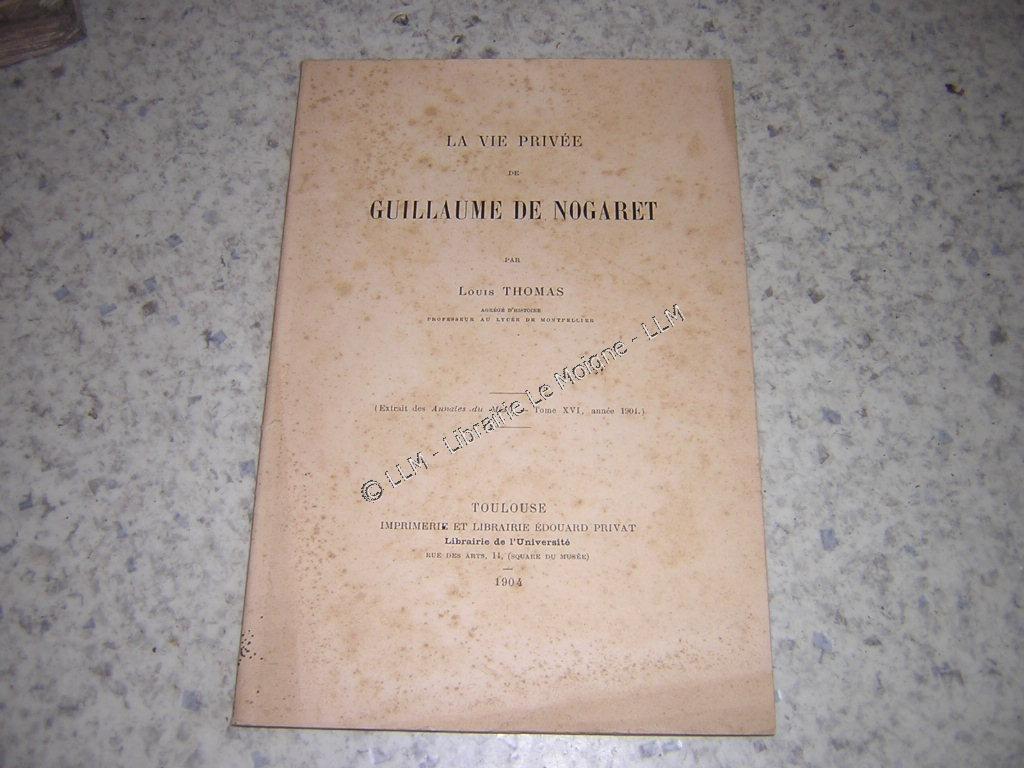 LA VIE PRIVÉE
DE
GUILLAUME DE NOGARET
PAR
LOUIS THOMAS
AGRÉGÉ D'HISTOIRE
PROFESSEUR AU LYCÉE DE MONTPELLIER
(Extrait des Annales du Tome XVI, année 1904.)
© LLM - Librairie Le Moigne - LLM
TOULOUSE
IMPRIMERIE ET LIBRAIRIE ÉDOUARD PRIVAT
Librairie de l'Université
RUE DES ARTS, 14, (SQUARE DU MUSÉE)
1904